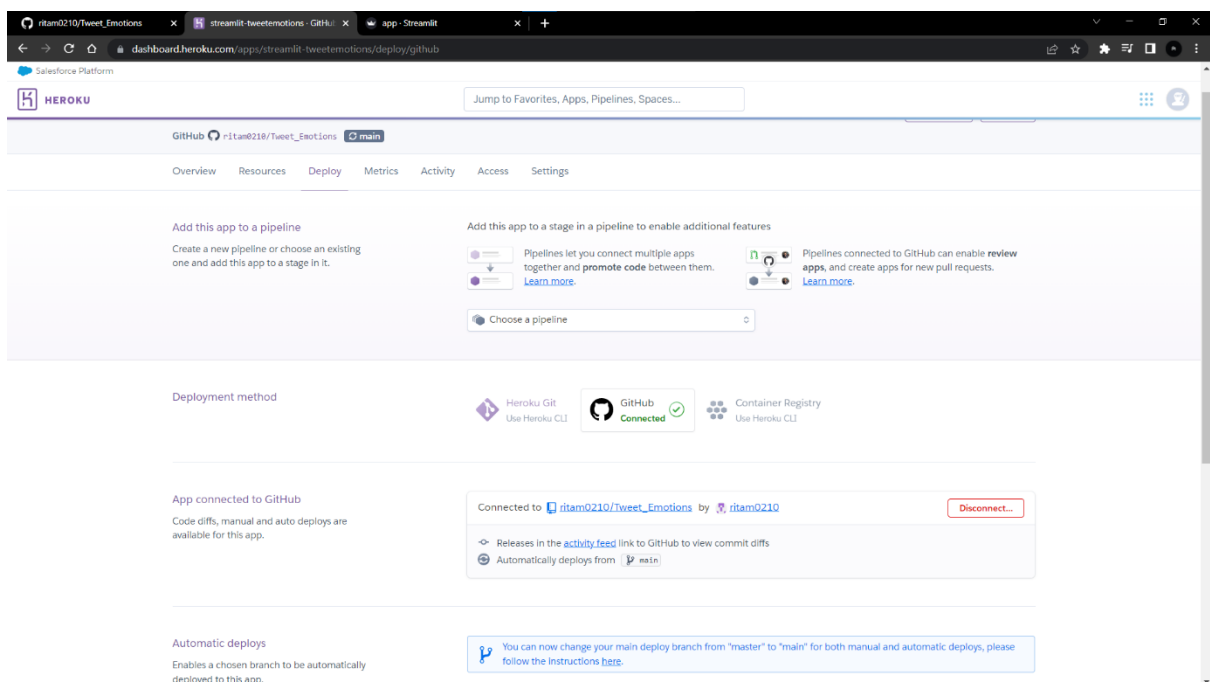 ritam0210/Tweet_Emotions
streamlit-tweetemotions · GitHu
app · Streamlit
dashboard.heroku.com/apps/streamlit-tweetemotions/deploy/github
Salesforce Platform
HEROKU
Jump to Favorites, Apps, Pipelines, Spaces...
GitHub ritam0210/Tweet_Emotions main
Overview Resources Deploy Metrics Activity Access Settings
Add this app to a pipeline
Create a new pipeline or choose an existing
one and add this app to a stage in it.
Add this app to a stage in a pipeline to enable additional features
Pipelines let you connect multiple apps
together and promote code between them.
Learn more.
Pipelines connected to GitHub can enable review
apps, and create apps for new pull requests.
Learn more.
Choose a pipeline
Deployment method
Heroku Git
Use Heroku CLI
GitHub
Connected
Container Registry
Use Heroku CLI
App connected to GitHub
Code diffs, manual and auto deploys are
available for this app.
Connected to ritam0210/Tweet_Emotions by ritam0210
Disconnect...
Releases in the activity feed link to GitHub to view commit diffs
Automatically deploys from main
Automatic deploys
Enables a chosen branch to be automatically
deployed to this app.
You can now change your main deploy branch from "master" to "main" for both manual and automatic deploys, please
follow the instructions here.